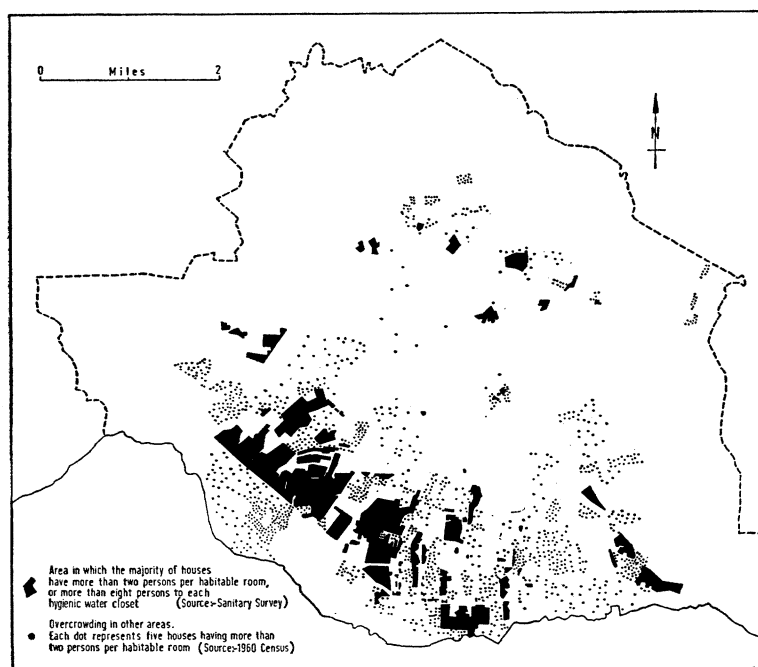 0 Miles 2
N
Area in which the majority of houses
have more than two persons per habitable room,
or more than eight persons to each
hygienic water closet (Source:-Sanitary Survey)
Overcrowding in other areas.
Each dot represents five houses having more than
two persons per habitable room (Source:-1960 Census)